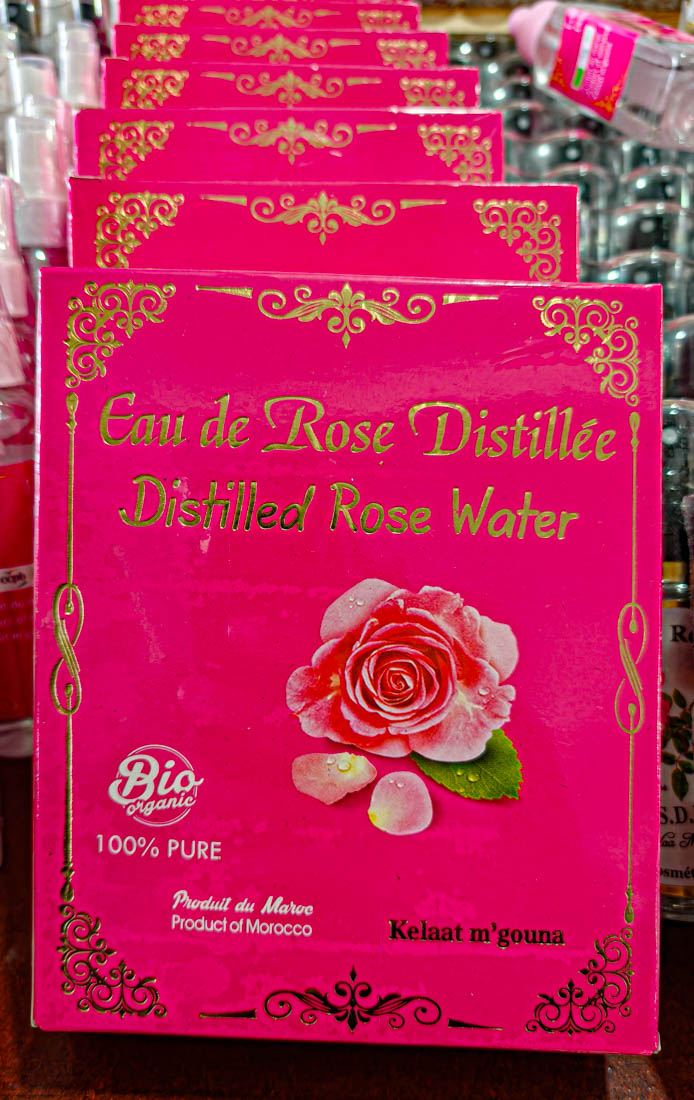 Eau de Rose Distillée
Distilled Rose Water
Bio
organic
100% PURE
Produit du Maroc
Product of Morocco
Kelaat m'gouna
S.D.